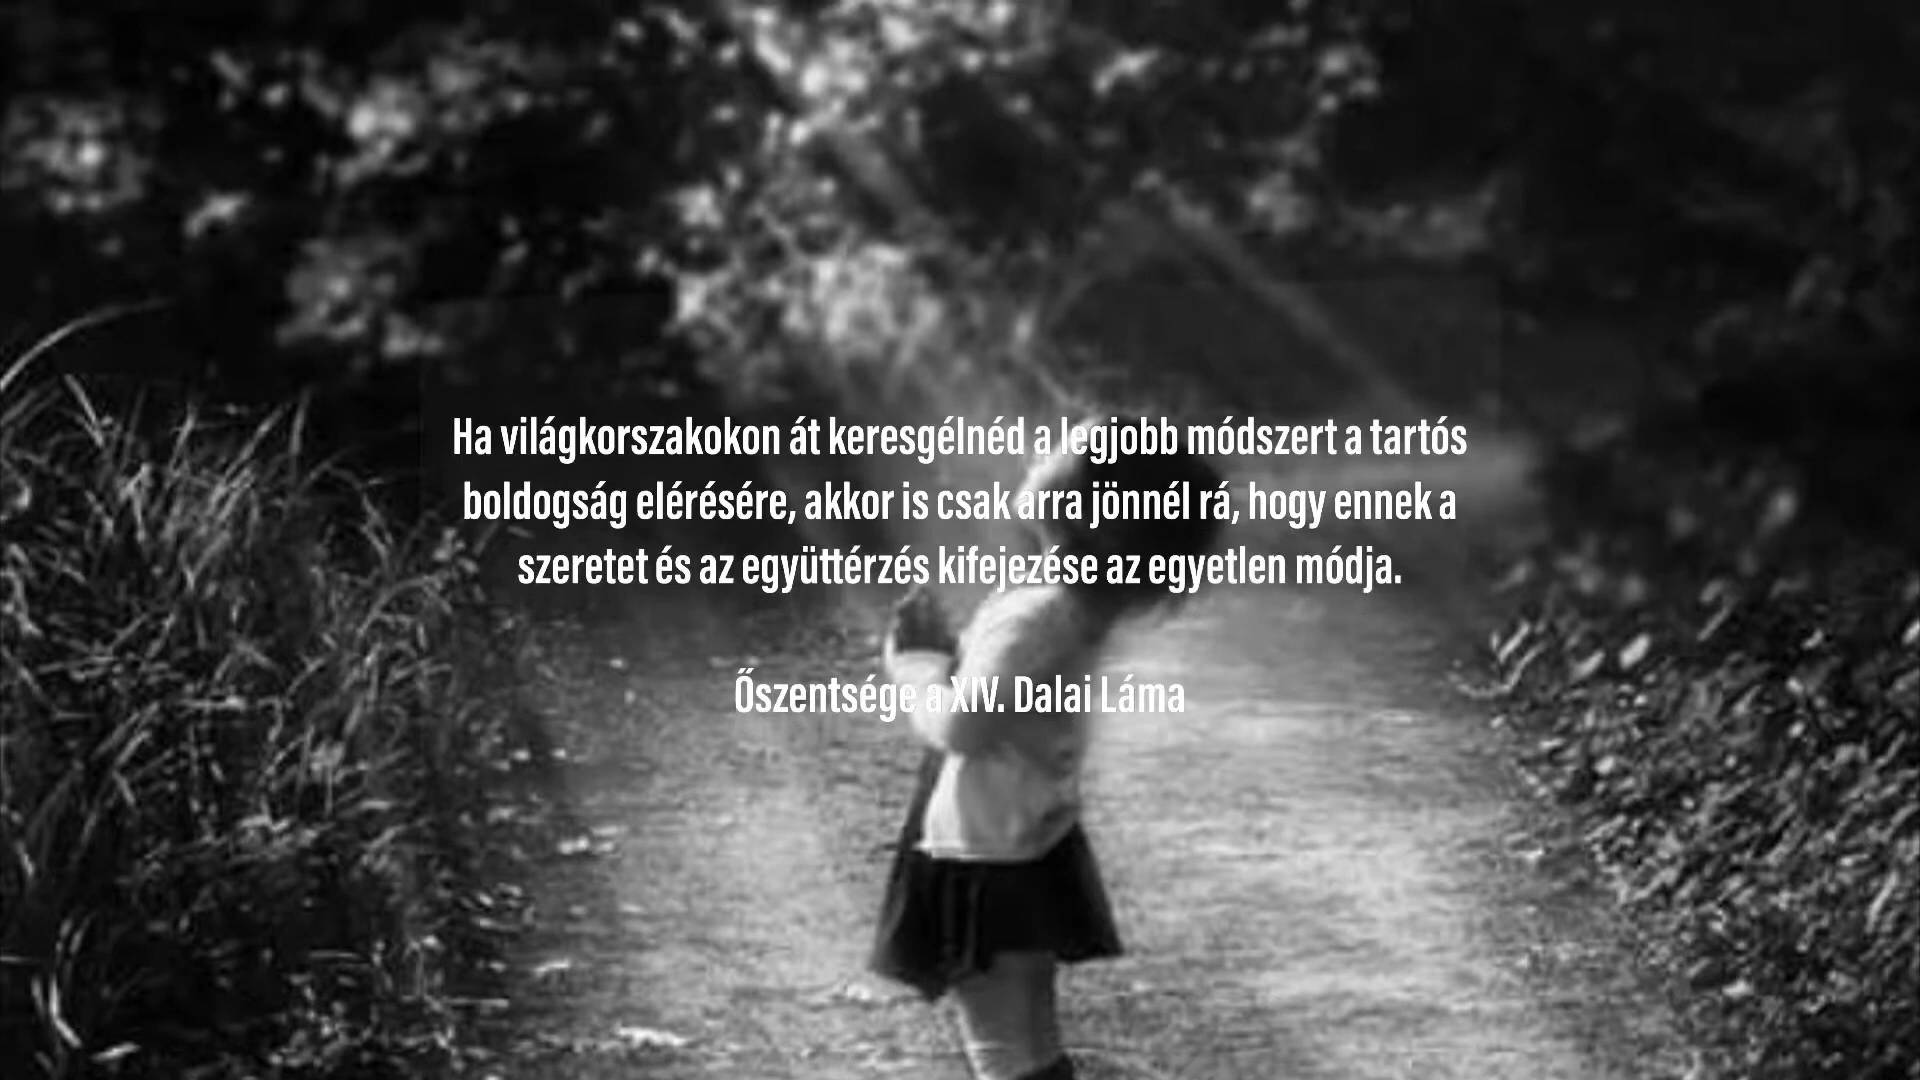 Ha világkorszakokon át keresgélnéd a legjobb módszert a tartós
boldogság elérésére, akkor is csak arra jönnél rá, hogy ennek a
szeretet és az együttérzés kifejezése az egyetlen módja.
Őszentsége a XIV. Dalai Láma